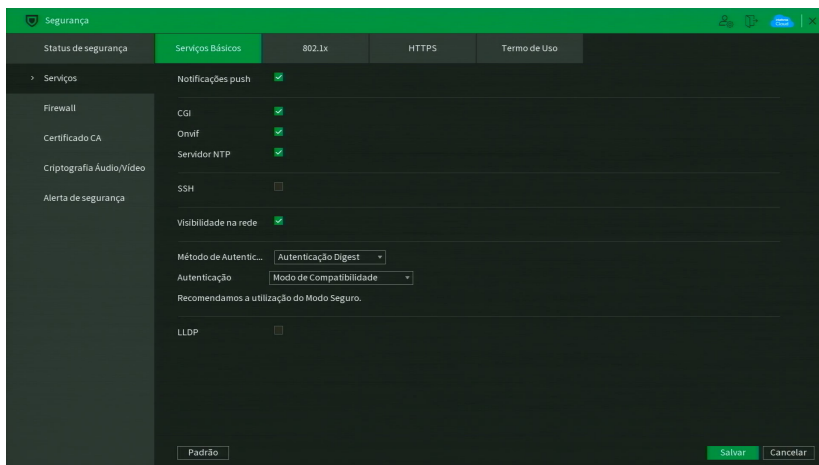 Segurança
Status de segurança
Serviços Básicos
802.1x
HTTPS
Termo de Uso
Serviços
Notificações push
Firewall
CGI
Onvif
Certificado CA
Servidor NTP
Criptografia Áudio/Vídeo
SSH
Alerta de segurança
Visibilidade na rede
Método de Autentic...
Autenticação Digest
Autenticação
Modo de Compatibilidade
Recomendamos a utilização do Modo Seguro.
LLDP
Padrão
Salvar
Cancelar